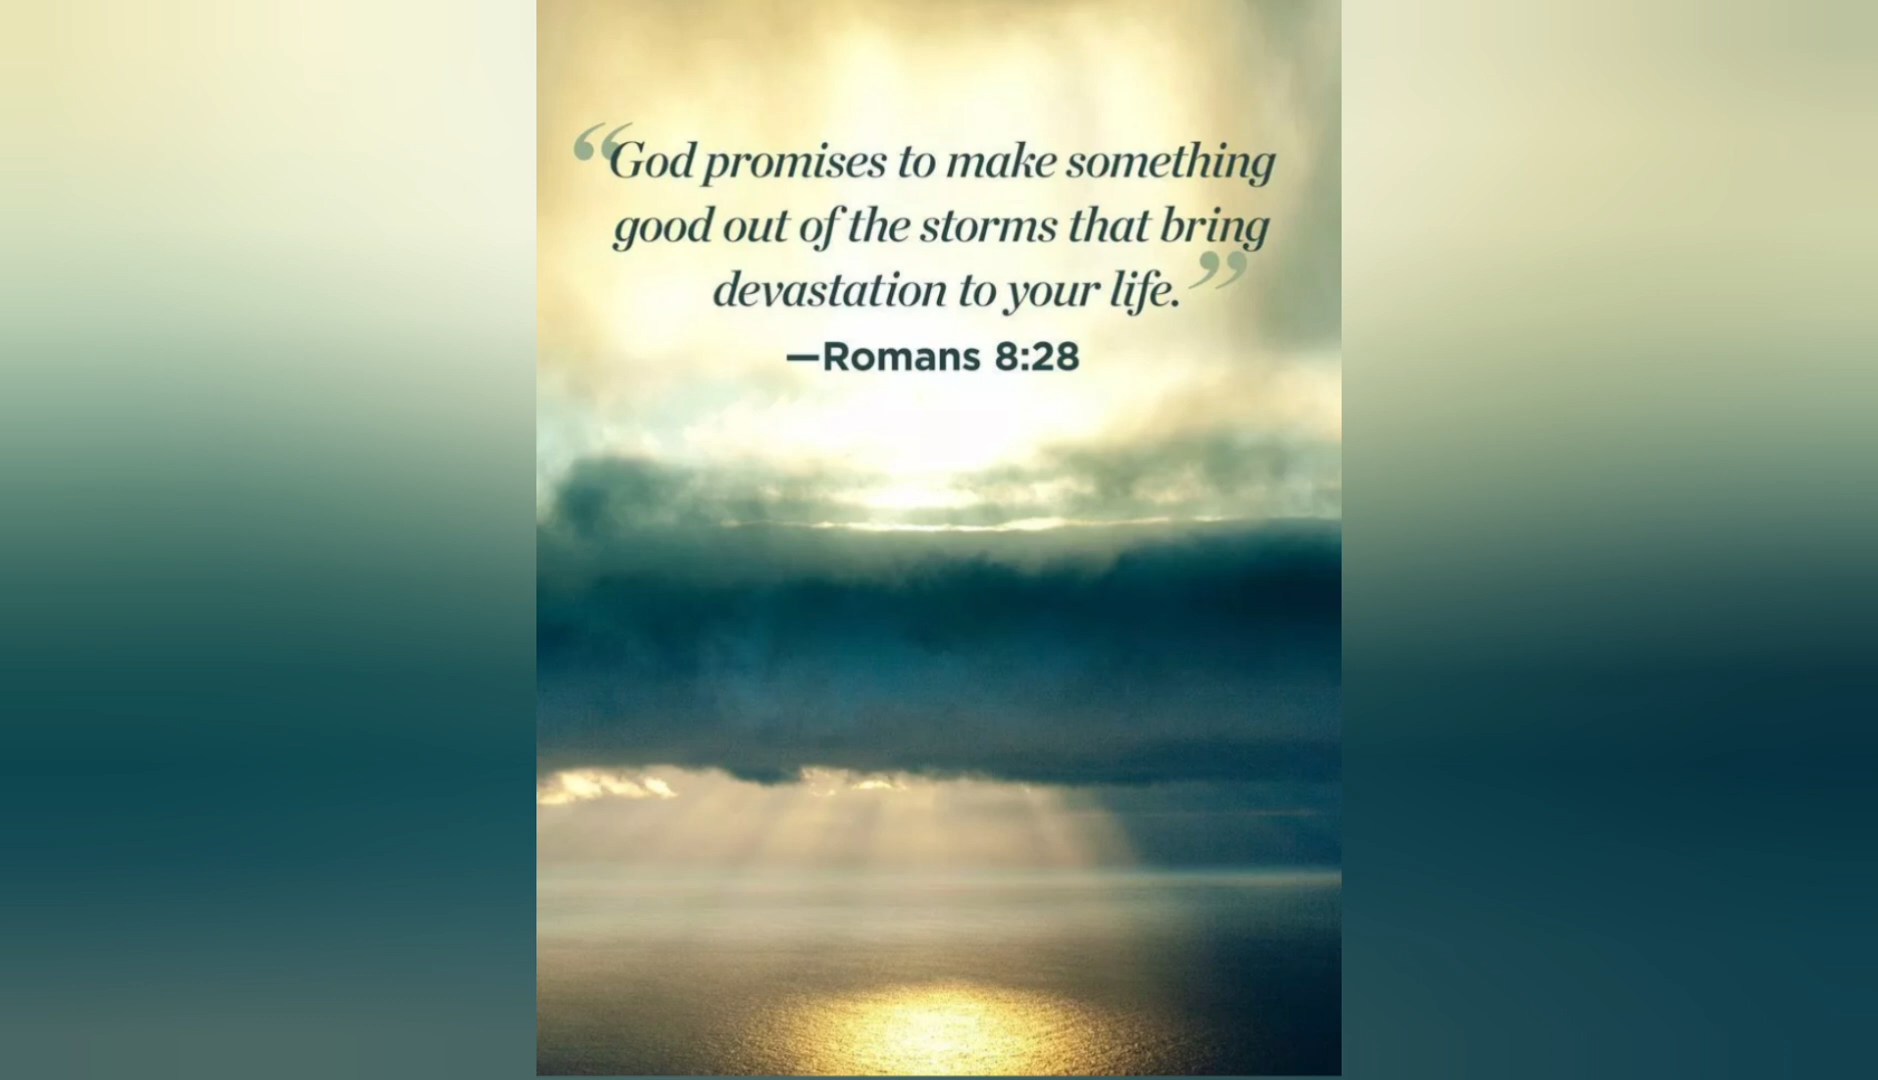 “God promises to make something
good out of the storms that bring
devastation to your life.”
—Romans 8:28